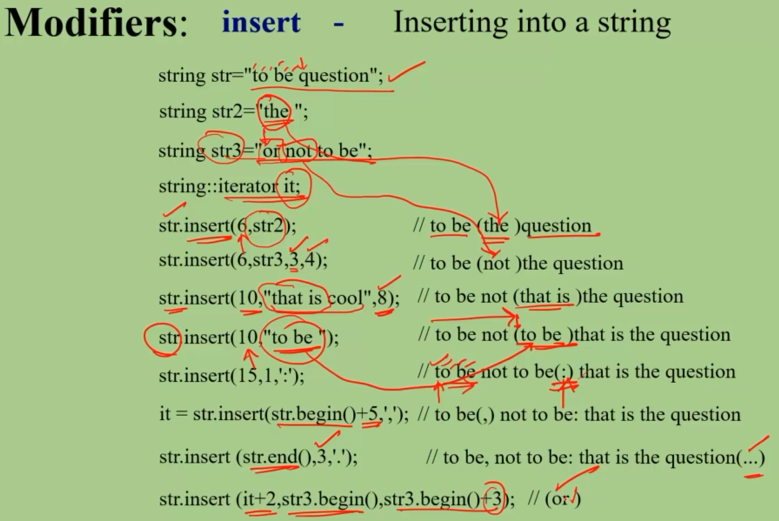 Modifiers: insert - Inserting into a string
string str="to be question";
string str2="the ";
string str3="or not to be";
string::iterator it;
str.insert(6,str2); // to be (the )question
str.insert(6,str3,3,4); // to be (not )the question
str.insert(10,"that is cool",8); // to be not (that is )the question
str.insert(10,"to be "); // to be not (to be )that is the question
str.insert(15,1,':'); // to be not to be(:) that is the question
it = str.insert(str.begin()+5,','); // to be(,) not to be: that is the question
str.insert (str.end(),3,'.'); // to be, not to be: that is the question(...)
str.insert (it+2,str3.begin(),str3.begin()+3); // (or )